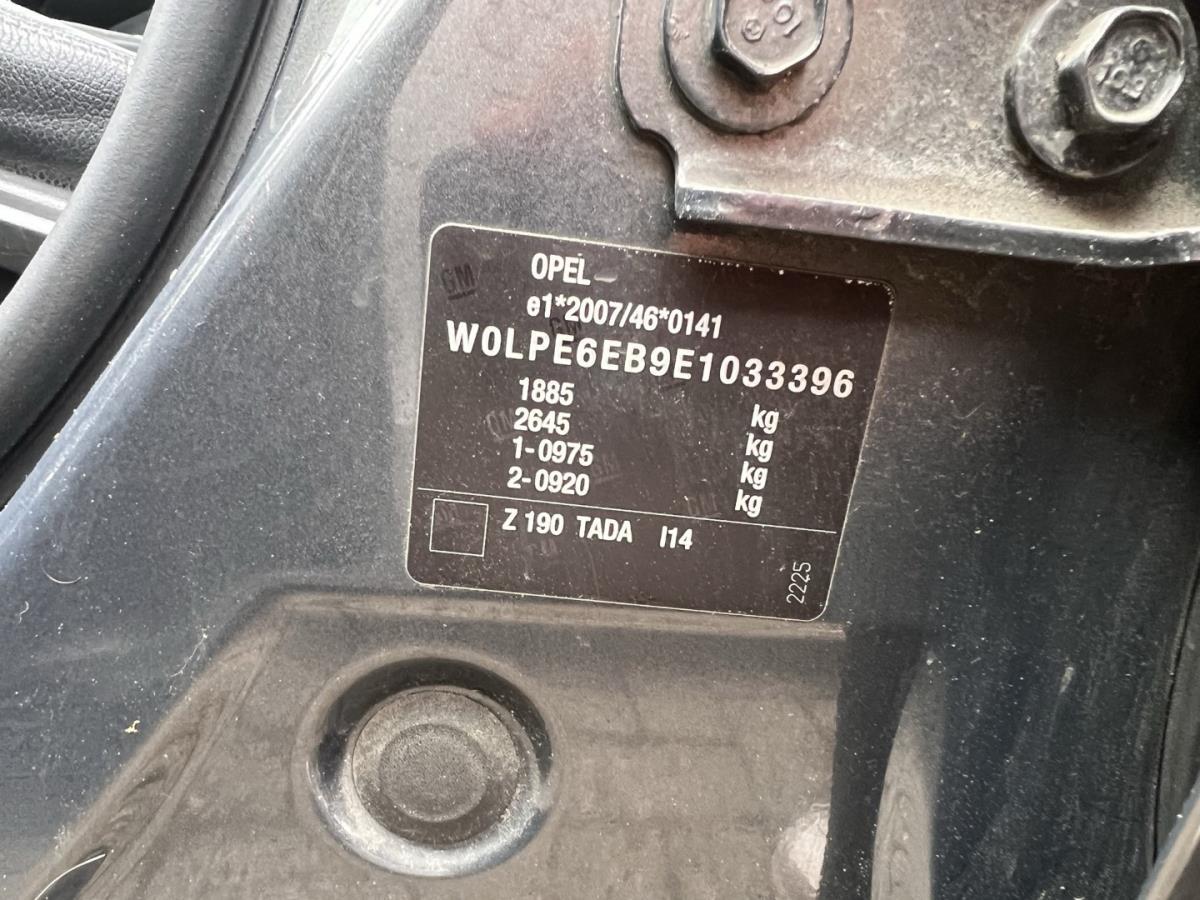 OPEL
e1*2007/46*0141
W0LPE6EB9E1033396
1885 kg
2645 kg
1-0975 kg
2-0920 kg
Z 190 TADA I14
2225
GM